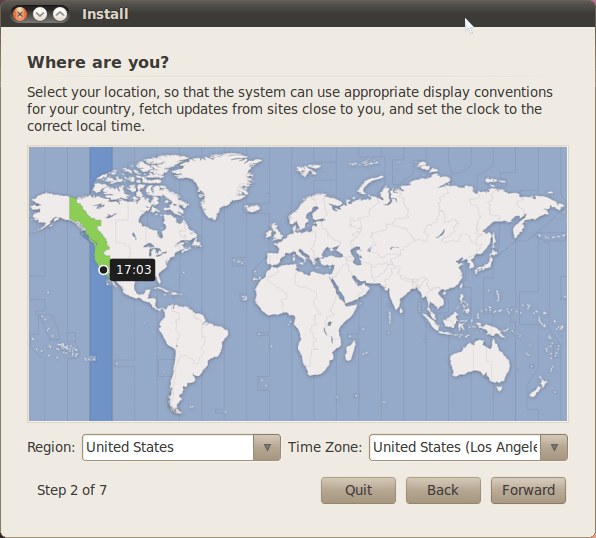 Install
Where are you?
Select your location, so that the system can use appropriate display conventions
for your country, fetch updates from sites close to you, and set the clock to the
correct local time.
17:03
Region: United States Time Zone: United States (Los Angele
Step 2 of 7 Quit Back Forward